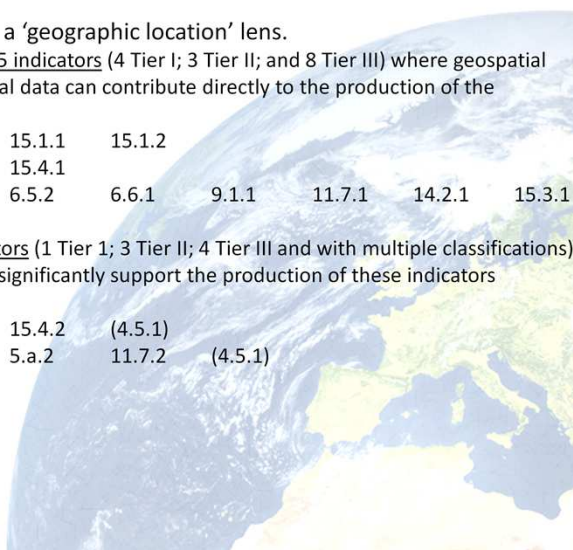 a ‘geographic location’ lens.
5 indicators (4 Tier I; 3 Tier II; and 8 Tier III) where geospatial
al data can contribute directly to the production of the
15.1.1 15.1.2
15.4.1
6.5.2 6.6.1 9.1.1 11.7.1 14.2.1 15.3.1
ors (1 Tier 1; 3 Tier II; 4 Tier III and with multiple classifications)
significantly support the production of these indicators
15.4.2 (4.5.1)
5.a.2 11.7.2 (4.5.1)